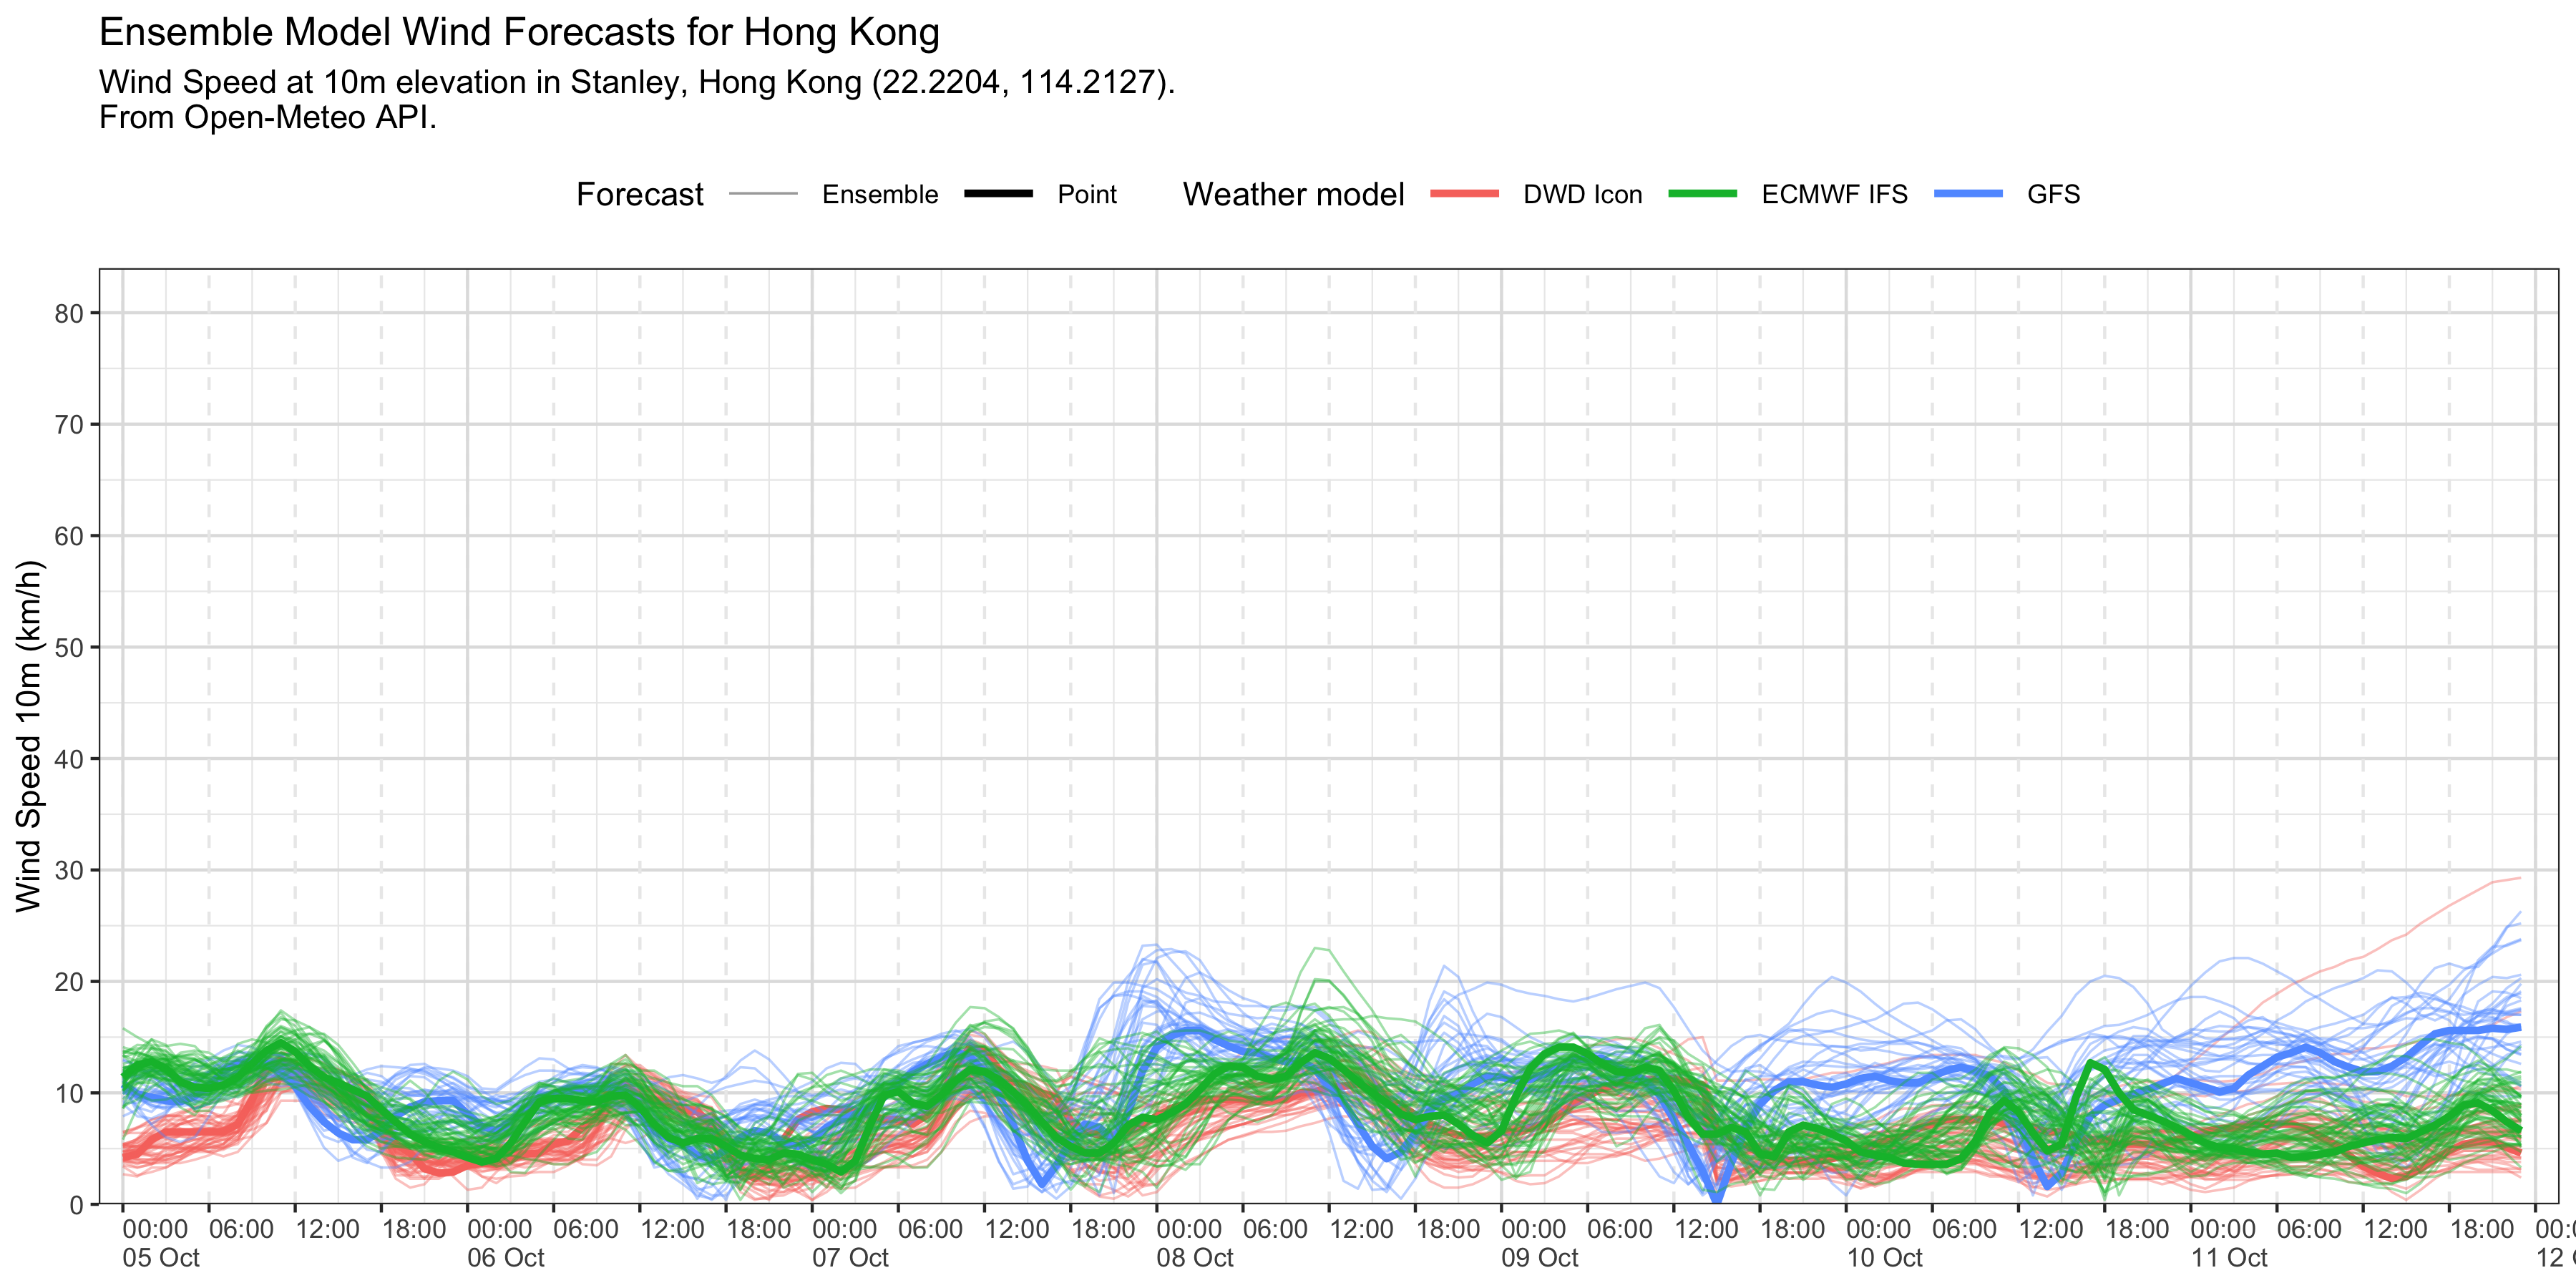 Ensemble Model Wind Forecasts for Hong Kong
Wind Speed at 10m elevation in Stanley, Hong Kong (22.2204, 114.2127).
From Open-Meteo API.
Forecast Ensemble Point Weather model DWD Icon ECMWF IFS GFS
Wind Speed 10m (km/h)
80
70
60
50
40
30
20
10
0
00:00 06:00 12:00 18:00 00:00 06:00 12:00 18:00 00:00 06:00 12:00 18:00 00:00 06:00 12:00 18:00 00:00 06:00 12:00 18:00 00:00 06:00 12:00 18:00 00:00 06:00 12:00 18:00
05 Oct 06 Oct 07 Oct 08 Oct 09 Oct 10 Oct 11 Oct 12